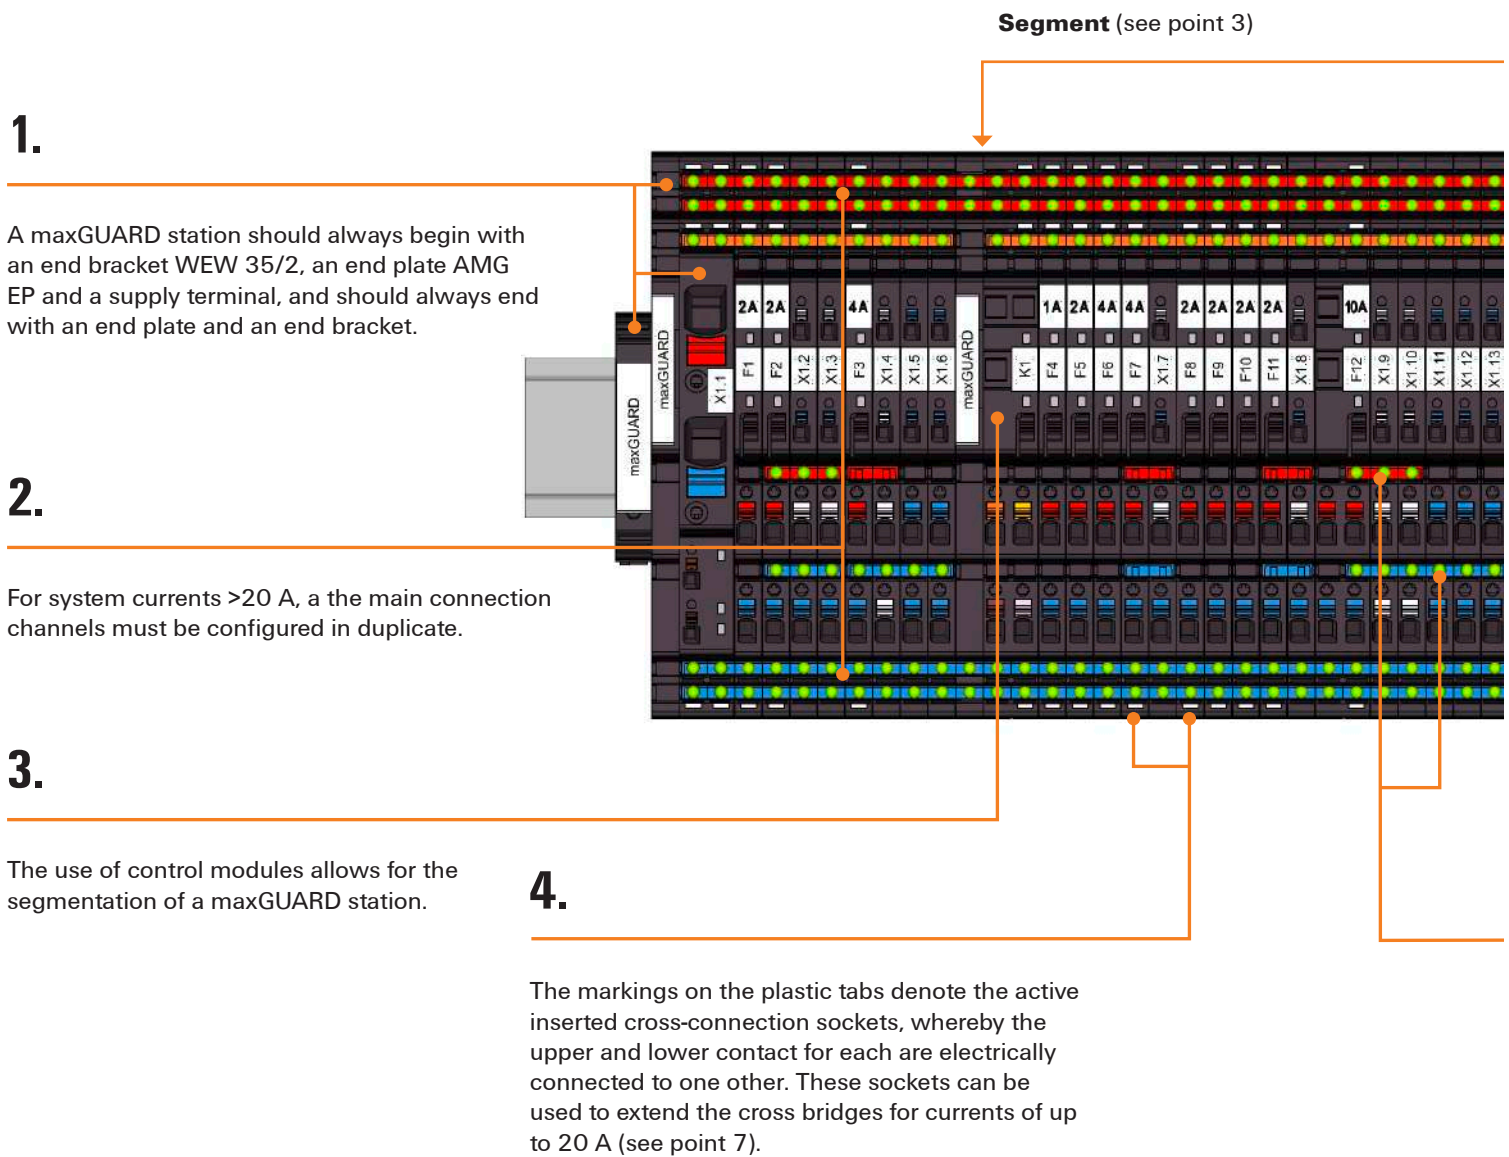 Segment (see point 3)
1.
A maxGUARD station should always begin with
an end bracket WEW 35/2, an end plate AMG
EP and a supply terminal, and should always end
with an end plate and an end bracket.
2.
For system currents >20 A, a the main connection
channels must be configured in duplicate.
3.
The use of control modules allows for the
segmentation of a maxGUARD station.
4.
The markings on the plastic tabs denote the active
inserted cross-connection sockets, whereby the
upper and lower contact for each are electrically
connected to one other. These sockets can be
used to extend the cross bridges for currents of up
to 20 A (see point 7).
2A 2A 4A 1A 2A 4A 4A 2A 2A 2A 2A 10A
maxGUARD
maxGUARD
X1.1
F1
F2
X1.2
X1.3
F3
X1.4
X1.5
X1.6
maxGUARD
K1
F4
F5
F6
F7
X1.7
F8
F9
F10
F11
X1.8
F12
X1.9
X1.10
X1.11
X1.12
X1.13